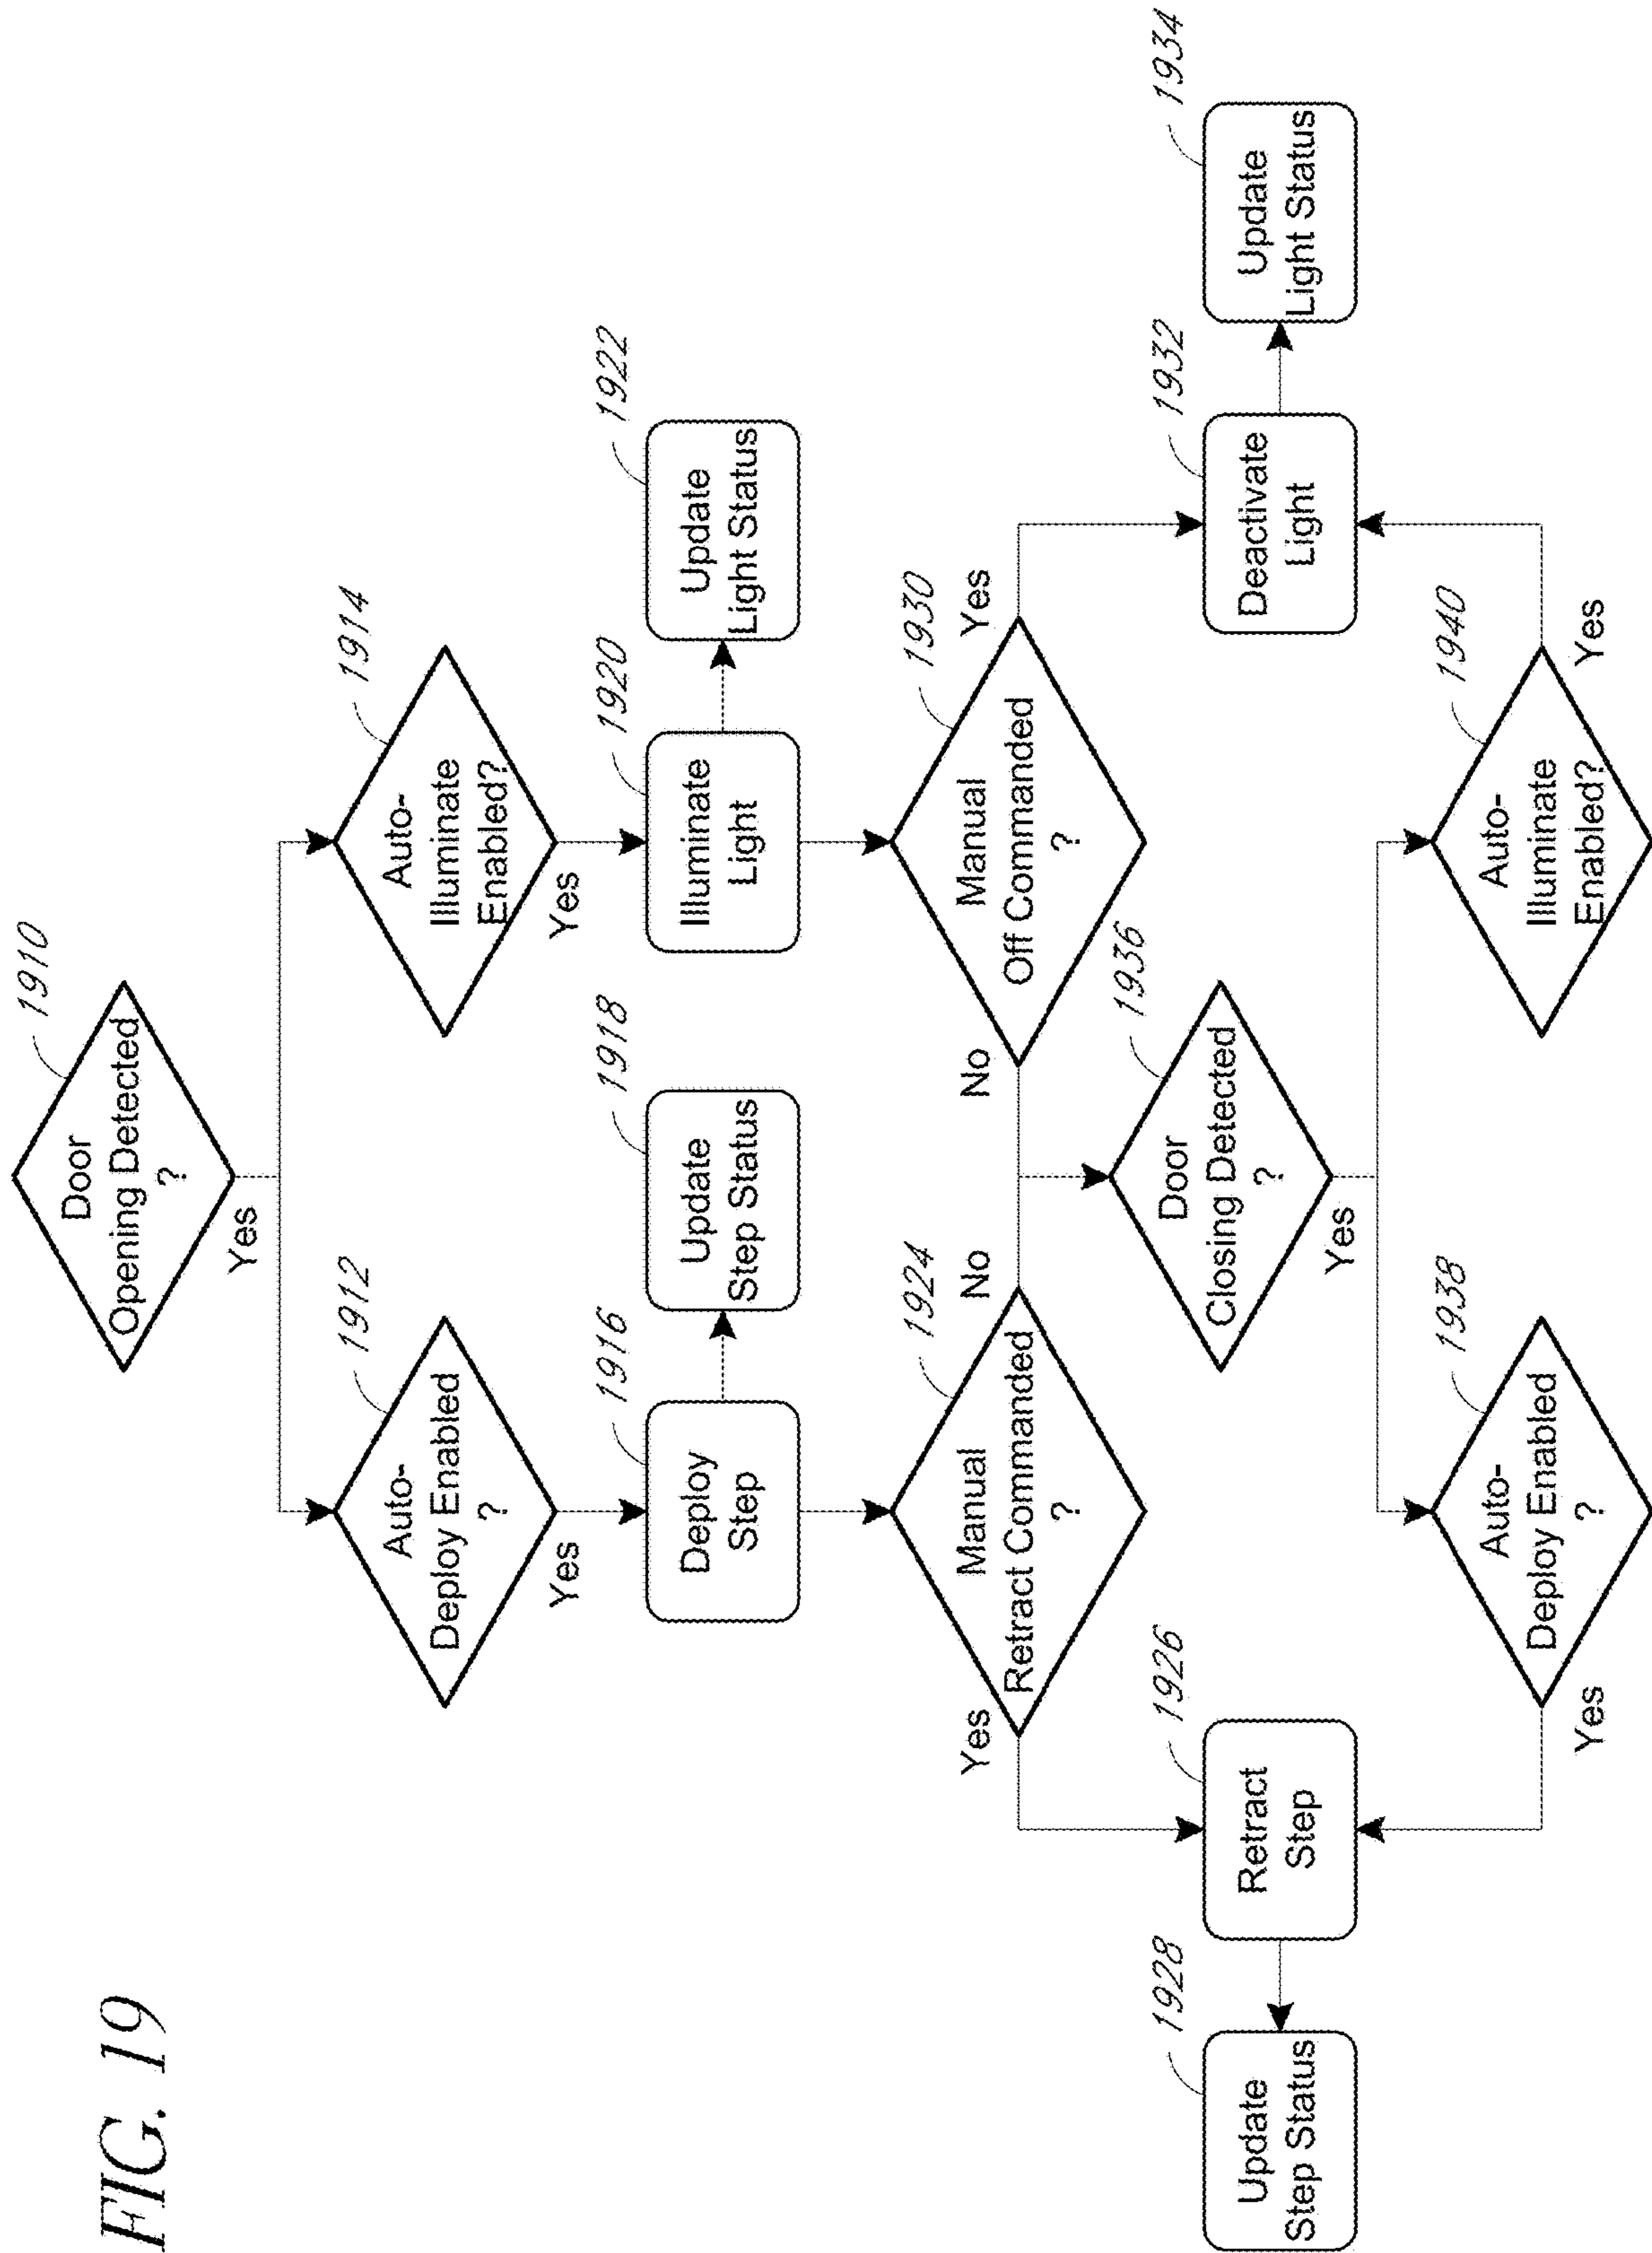 FIG. 19
1910
Door
Opening Detected
?
Yes
1912
Auto-
Deploy Enabled
?
Yes
1914
Auto-
Illuminate
Enabled?
Yes
1916
Deploy
Step
1918
Update
Step Status
1920
Illuminate
Light
1922
Update
Light Status
1924
Manual
Retract Commanded
?
Yes
No
1930
Manual
Off Commanded
?
No
Yes
1928
Update
Step Status
1926
Retract
Step
1936
Door
Closing Detected
?
Yes
1932
Deactivate
Light
1934
Update
Light Status
1938
Auto-
Deploy Enabled
?
Yes
1940
Auto-
Illuminate
Enabled?
Yes